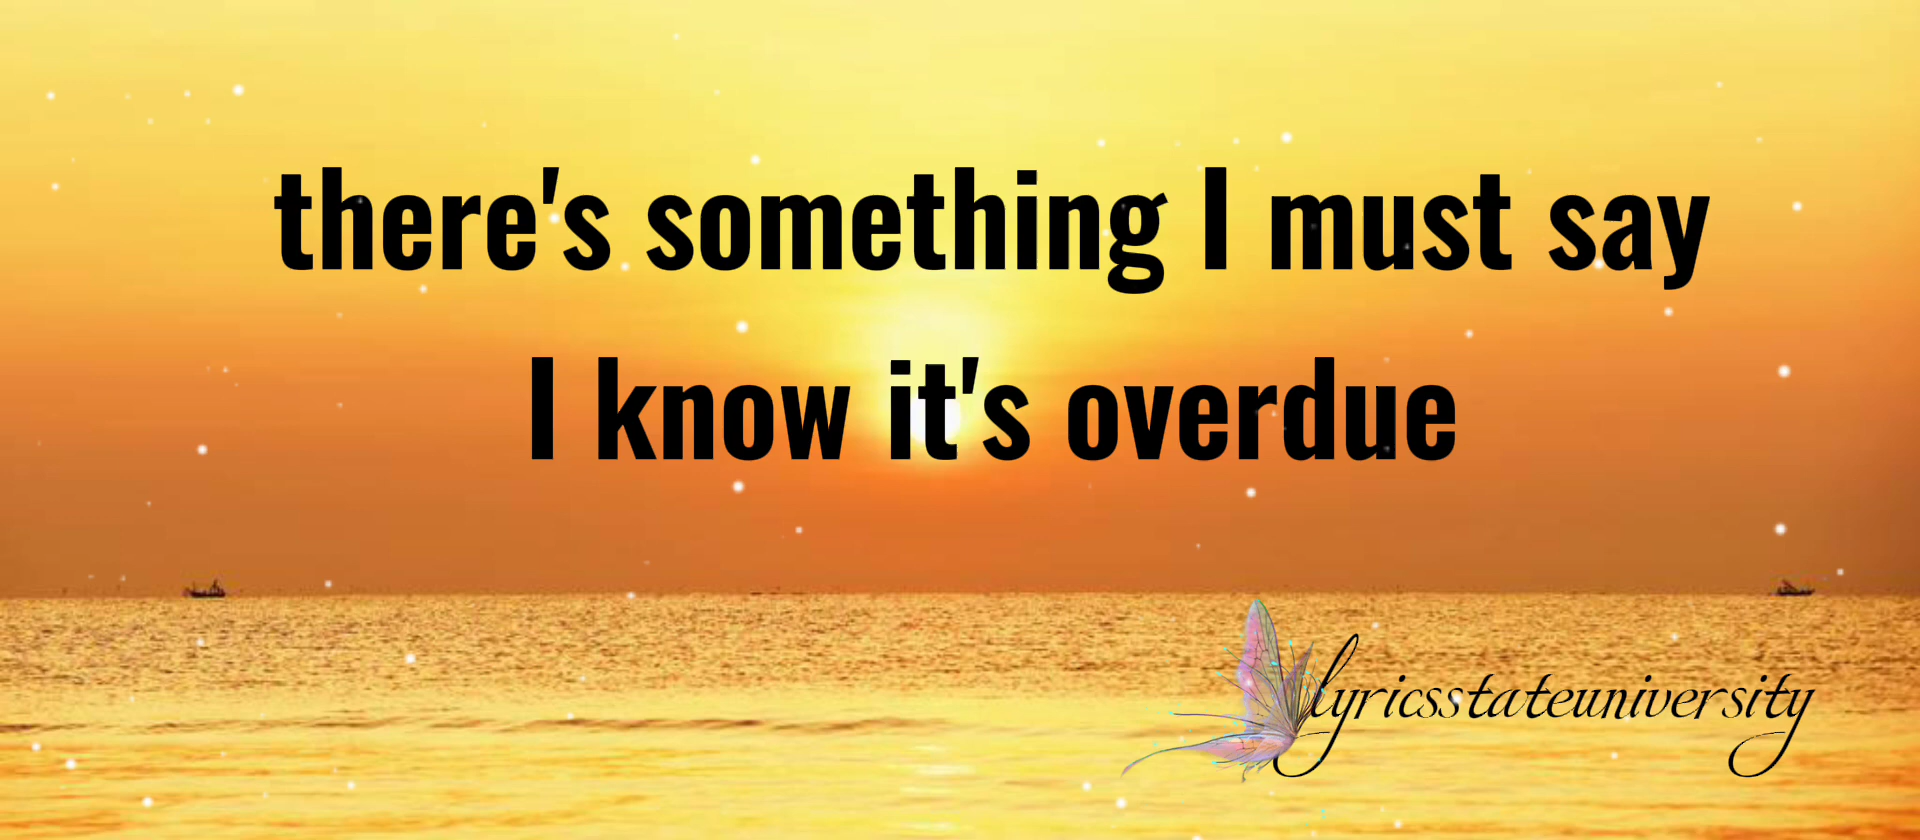 there's something I must say
I know it's overdue
lyricsstateuniversity